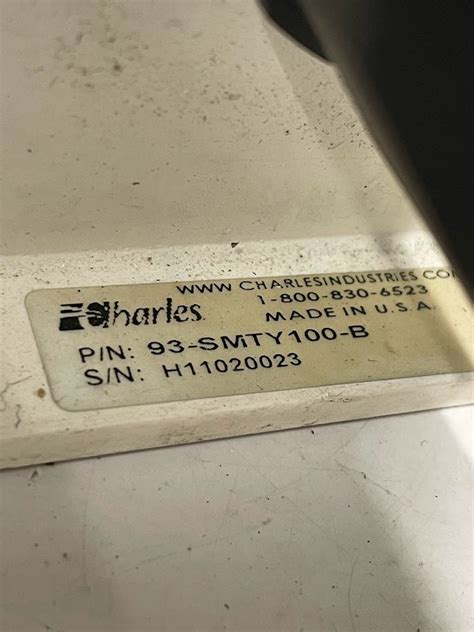 WWW CHARLESINDUSTRIES COM
1-800-830-6523
MADE IN U.S.A.
Charles
P/N: 93-SMTY100-B
S/N: H11020023